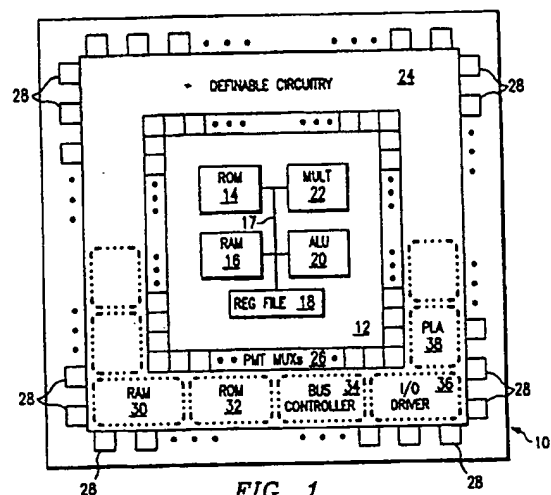 28
DEFINABLE CIRCUITRY
24
28
ROM
14
MULT
22
17
RAM
16
ALU
20
REG FILE 18
12
PMT MUXs 26
PLA
38
28
RAM
30
ROM
32
BUS 34
CONTROLLER
I/O 36
DRIVER
28
10
28
28
FIG. 1